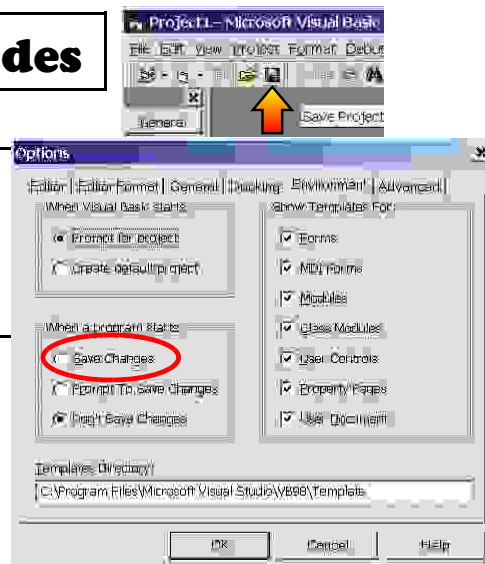 des
Project1 - Microsoft Visual Basic
File Edit View Project Format Debug
General
Save Project
Options
Editor Editor Format General Docking Environment Advanced
When Visual Basic starts:
Prompt for project
Create default project
When a program starts:
Save Changes
Prompt To Save Changes
Don't Save Changes
Show Templates For:
Forms
MDI Forms
Modules
Class Modules
User Controls
Property Pages
User Document
Templates Directory:
C:\Program Files\Microsoft Visual Studio\VB98\Template
OK Cancel Help